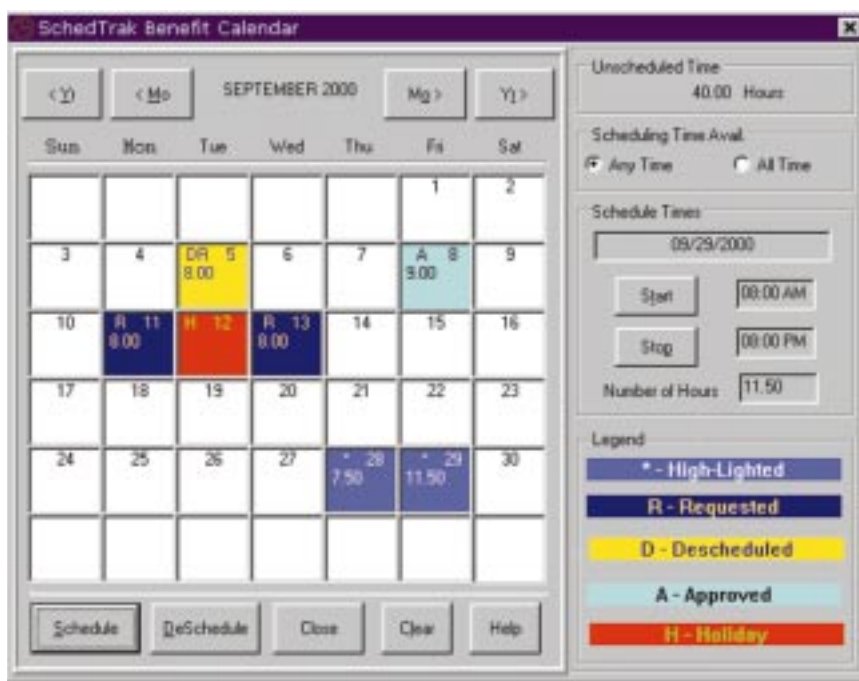 SchedTrak Benefit Calendar
< Y) < Mo SEPTEMBER 2000 Mo > Y) >
Sun Mon Tue Wed Thu Fri Sat
1 2
3 4 DR 5 6 7 A 8 9
8.00 9.00
10 R 11 H 12 R 13 14 15 16
8.00 8.00
17 18 19 20 21 22 23
24 25 26 27 * 28 * 29 30
7.50 11.50
Schedule DeSchedule Close Clear Help
Unscheduled Time
40.00 Hours
Scheduling Time Avail.
Any Time All Time
Schedule Times
09/29/2000
Start 08:00 AM
Stop 08:00 PM
Number of Hours 11.50
Legend
* - High-Lighted
R - Requested
D - Descheduled
A - Approved
H - Holiday